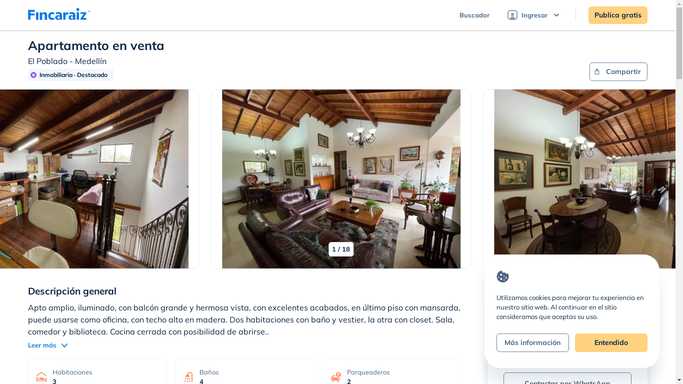 Fincaraiz
Buscador
Ingresar
Publica gratis
Apartamento en venta
El Poblado - Medellín
Inmobiliaria · Destacado
Compartir
1 / 18
Descripción general
Apto amplio, iluminado, con balcón grande y hermosa vista, con excelentes acabados, en último piso con mansarda,
puede usarse como oficina, con techo alto en madera. Dos habitaciones con baño y vestier, la otra con closet. Sala,
comedor y biblioteca. Cocina cerrada con posibilidad de abrirse..
Leer más
Habitaciones
3
Baños
4
Parqueaderos
2
Utilizamos cookies para mejorar tu experiencia en
nuestro sitio web. Al continuar en el sitio
consideramos que aceptas su uso.
Más información
Entendido
Contactar por WhatsApp